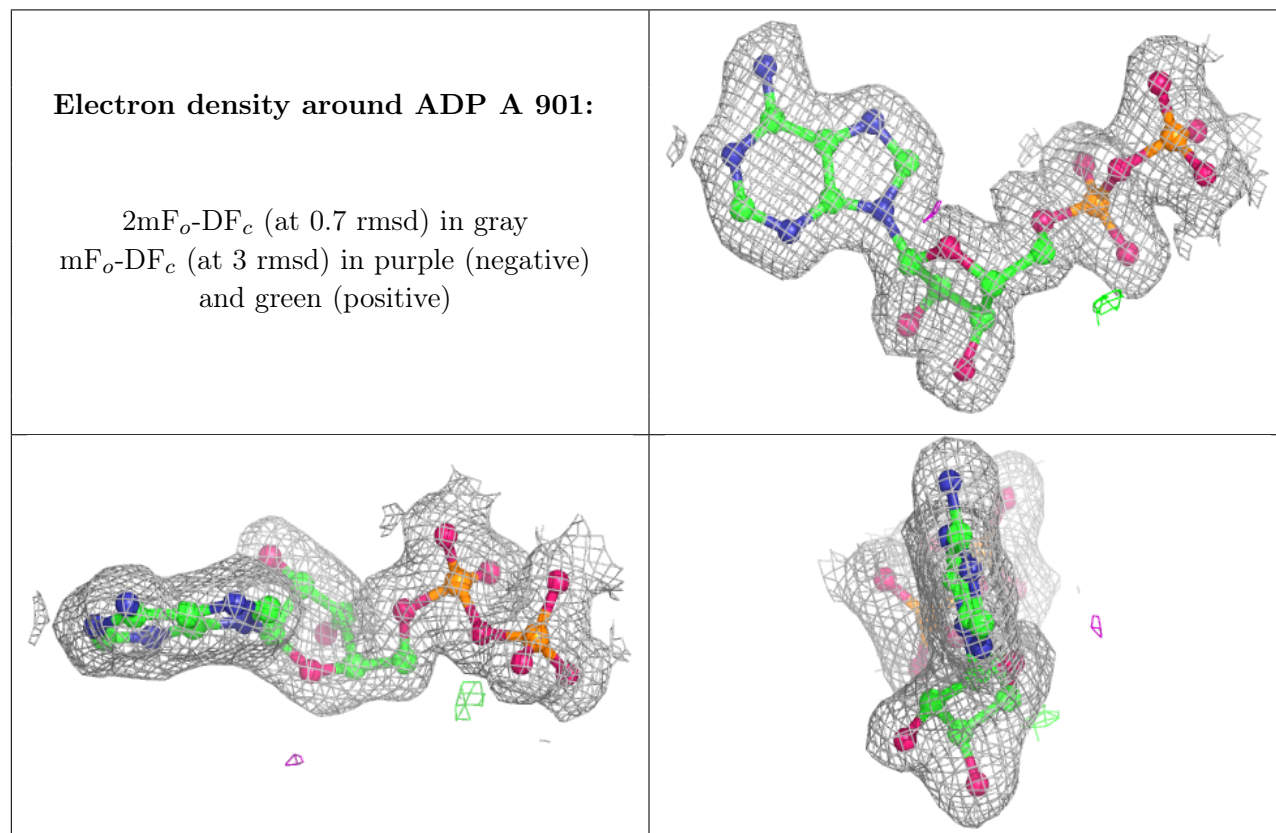 Electron density around ADP A 901:
2mFₒ-DF𝑐 (at 0.7 rmsd) in gray
mFₒ-DF𝑐 (at 3 rmsd) in purple (negative)
and green (positive)